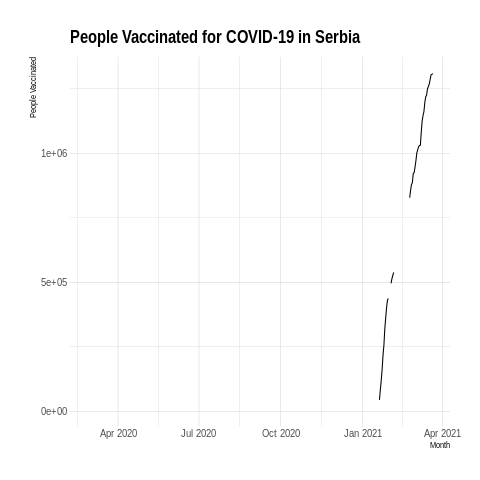 People Vaccinated for COVID-19 in Serbia
People Vaccinated
1e+06
5e+05
0e+00
Apr 2020 Jul 2020 Oct 2020 Jan 2021 Apr 2021
Month